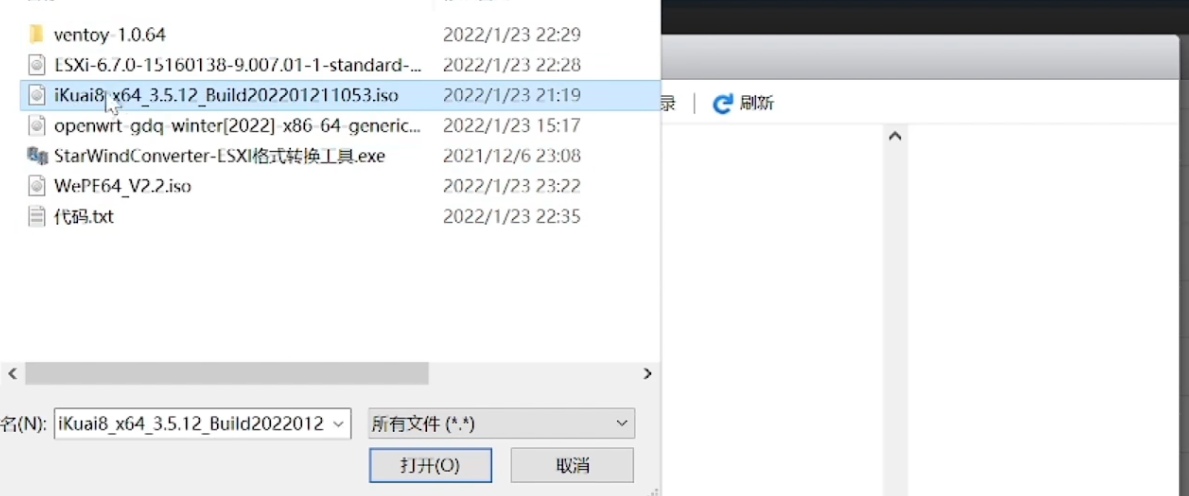 ventoy-1.0.64 2022/1/23 22:29
ESXi-6.7.0-15160138-9.007.01-1-standard-... 2022/1/23 22:28
iKuai8_x64_3.5.12_Build202201211053.iso 2022/1/23 21:19
录 刷新
openwrt-gdq-winter[2022]-x86-64-generic... 2022/1/23 15:17
StarWindConverter-ESXI格式转换工具.exe 2021/12/6 23:08
WePE64_V2.2.iso 2022/1/23 23:22
代码.txt 2022/1/23 22:35
名(N): iKuai8_x64_3.5.12_Build2022012 所有文件 (*.*)
打开(O) 取消